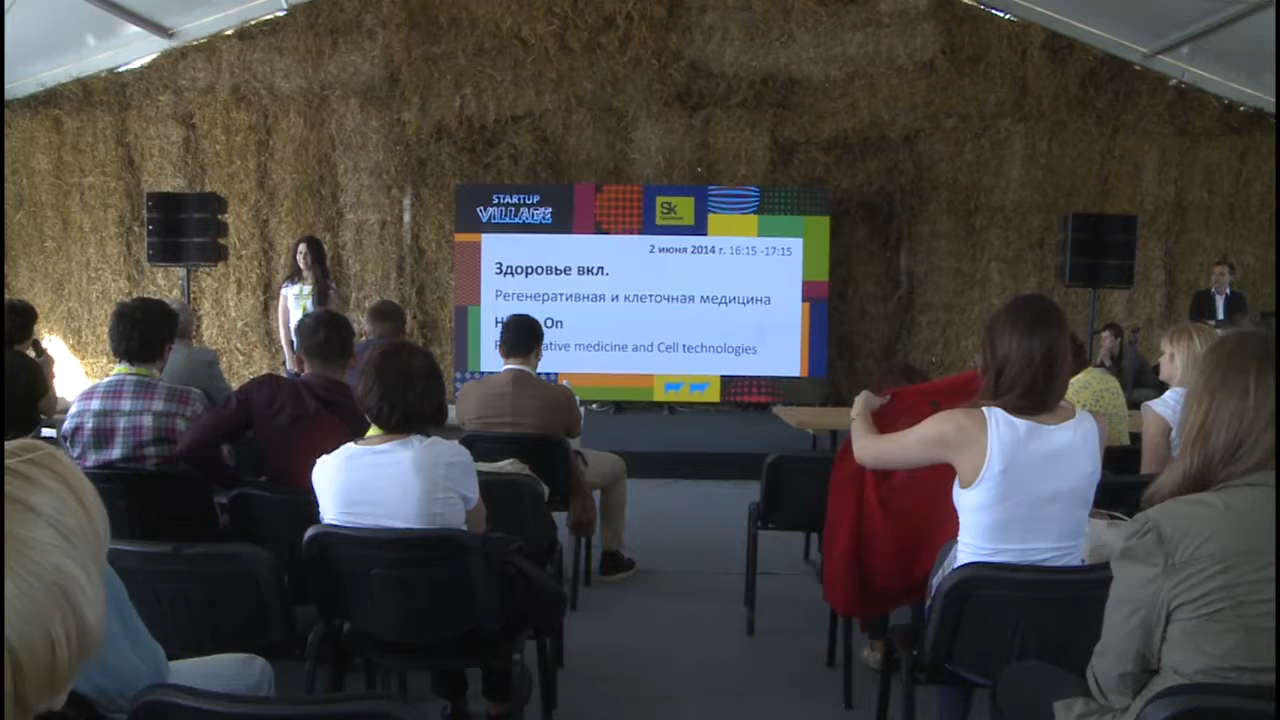 STARTUP
VILLAGE
Sk
2 июня 2014 г. 16:15 -17:15
Здоровье вкл.
Регенеративная и клеточная медицина
On
medicine and Cell technologies